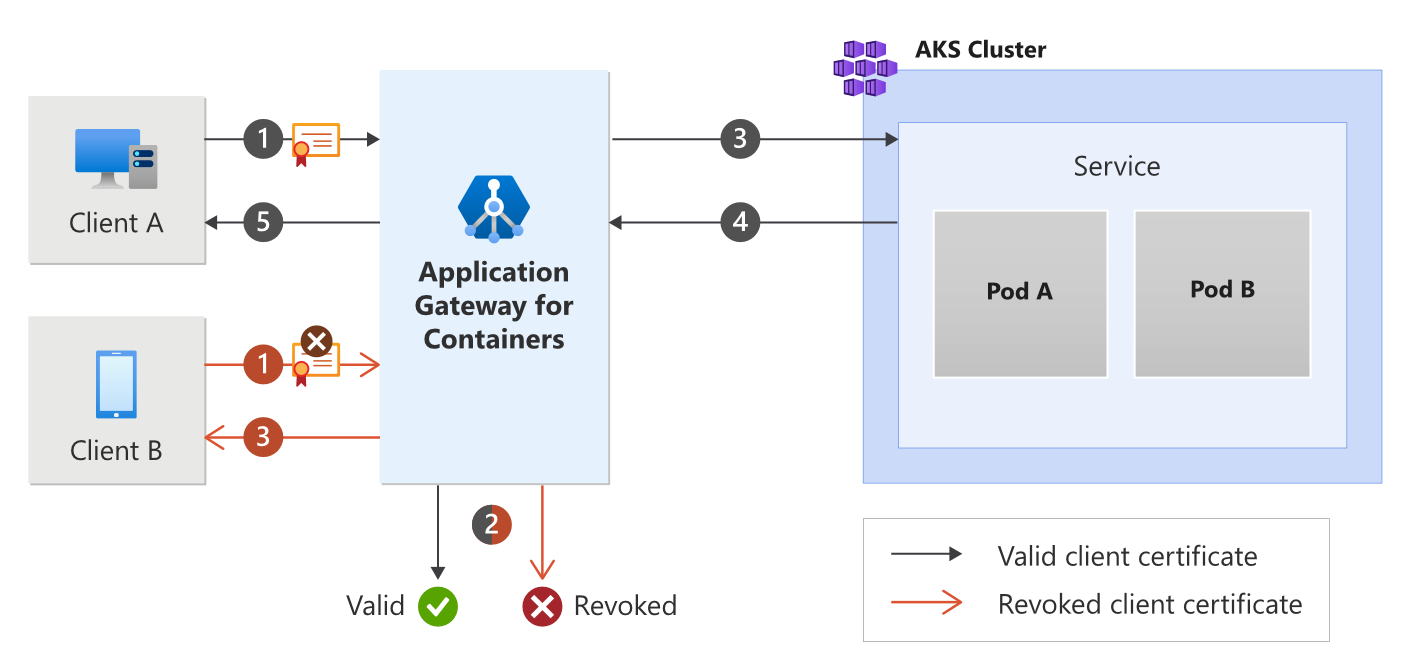 AKS Cluster
1
3
Service
Client A
5
4
Application
Gateway for
Containers
Pod A
Pod B
1
3
Client B
2
Valid
Revoked
Valid client certificate
Revoked client certificate